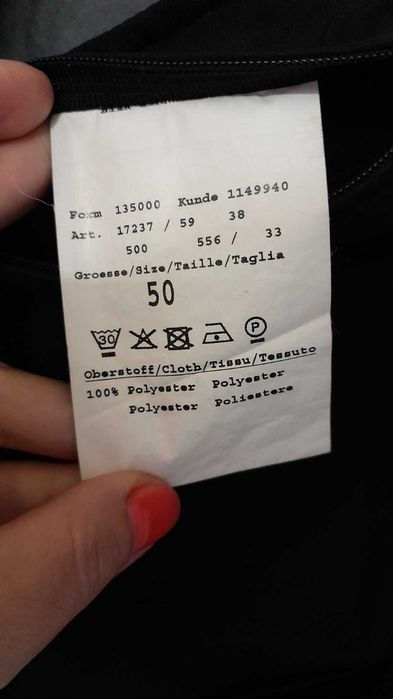 Form 135000 Kunde 1149940
Art. 17237 / 59 38
500 556 / 33
Groesse/Size/Taille/Taglia
50
30
P
Oberstoff/Cloth/Tissu/Tessuto
100% Polyester Polyester
Polyester Poliestere